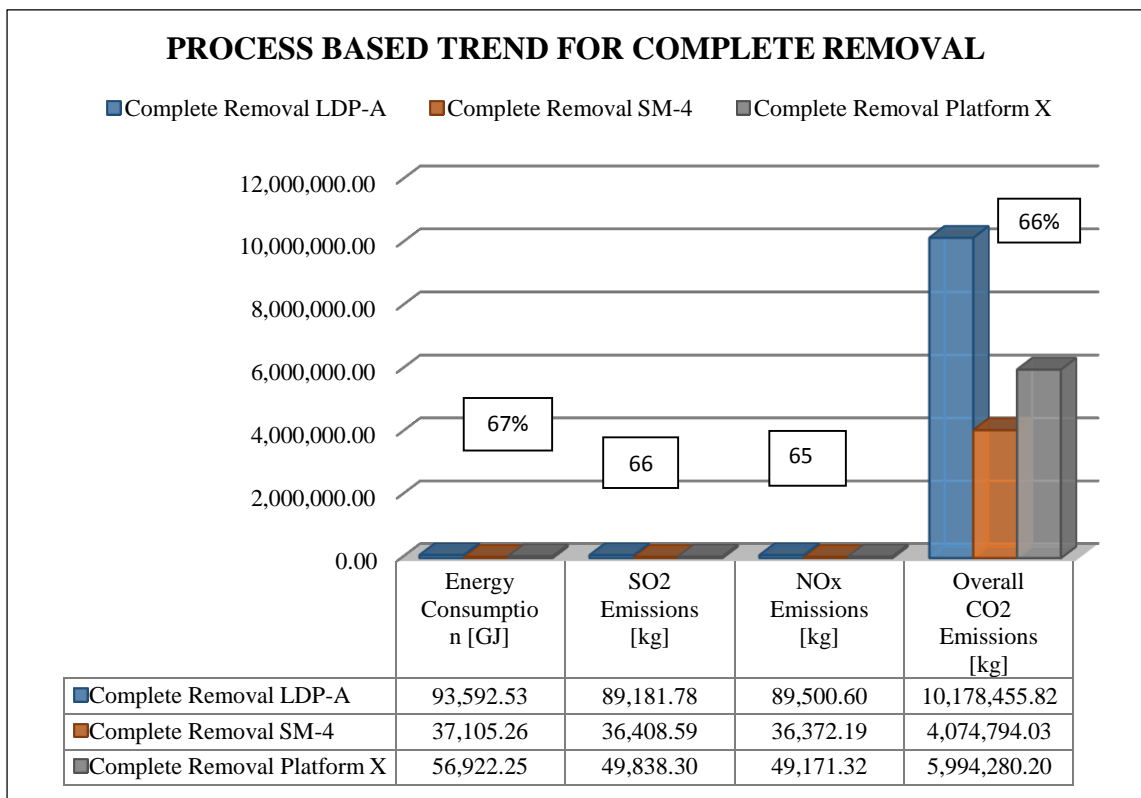 PROCESS BASED TREND FOR COMPLETE REMOVAL
Complete Removal LDP-A Complete Removal SM-4 Complete Removal Platform X
12,000,000.00
10,000,000.00
8,000,000.00
6,000,000.00
4,000,000.00
2,000,000.00
0.00
67%
66
65
66%
Energy
Consumptio
n [GJ]
SO2
Emissions
[kg]
NOx
Emissions
[kg]
Overall
CO2
Emissions
[kg]
Complete Removal LDP-A 93,592.53 89,181.78 89,500.60 10,178,455.82
Complete Removal SM-4 37,105.26 36,408.59 36,372.19 4,074,794.03
Complete Removal Platform X 56,922.25 49,838.30 49,171.32 5,994,280.20